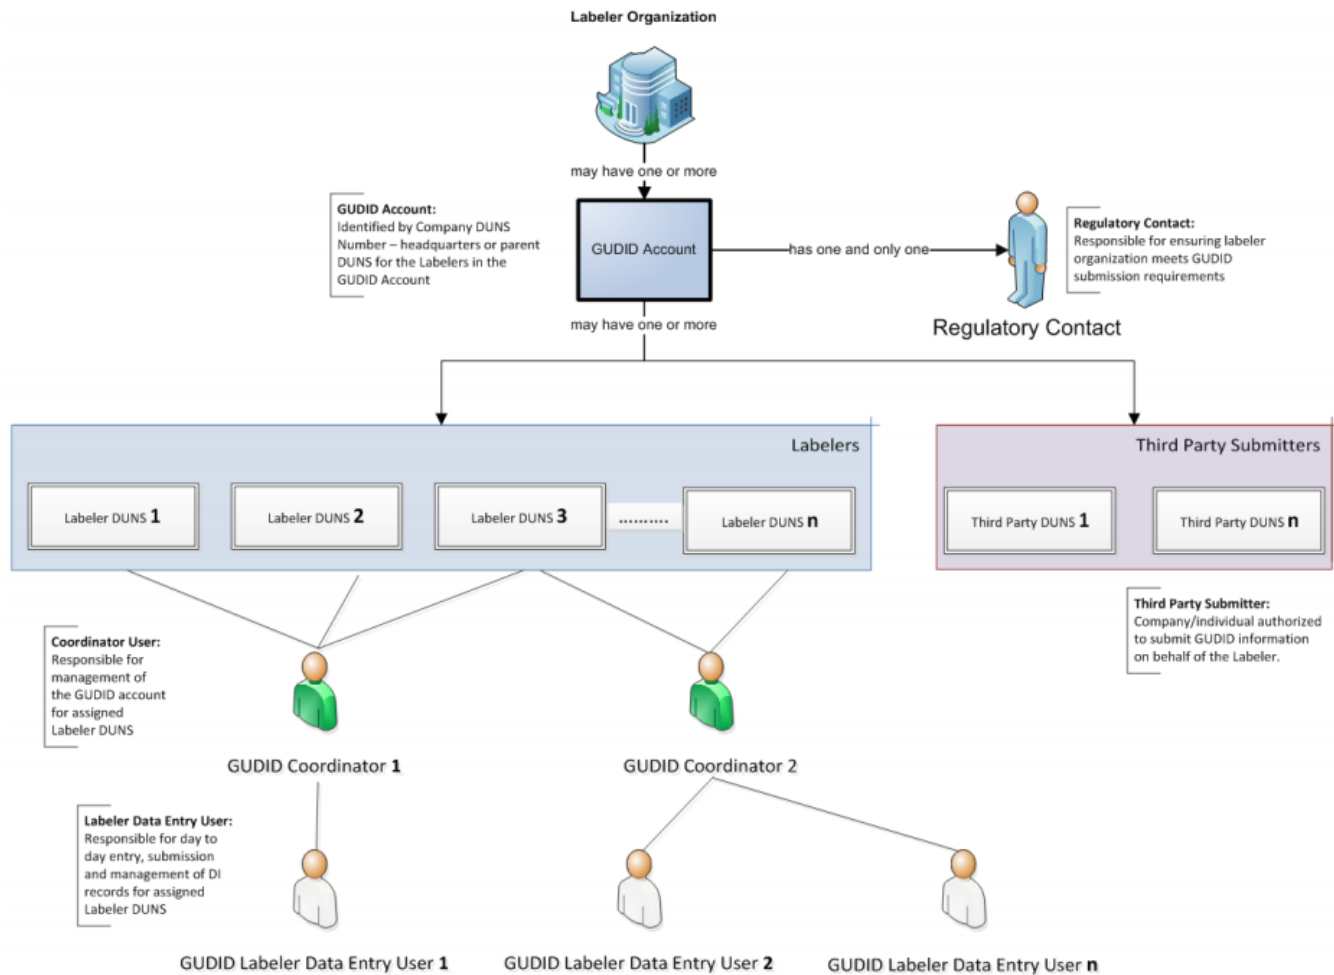 Labeler Organization
may have one or more
GUDID Account:
Identified by Company DUNS
Number – headquarters or parent
DUNS for the Labelers in the
GUDID Account
GUDID Account
has one and only one
Regulatory Contact:
Responsible for ensuring labeler
organization meets GUDID
submission requirements
may have one or more
Regulatory Contact
Labelers
Labeler DUNS 1
Labeler DUNS 2
Labeler DUNS 3
..........
Labeler DUNS n
Third Party Submitters
Third Party DUNS 1
Third Party DUNS n
Third Party Submitter:
Company/individual authorized
to submit GUDID information
on behalf of the Labeler.
Coordinator User:
Responsible for
management of
the GUDID account
for assigned
Labeler DUNS
GUDID Coordinator 1
GUDID Coordinator 2
Labeler Data Entry User:
Responsible for day to
day entry, submission
and management of DI
records for assigned
Labeler DUNS
GUDID Labeler Data Entry User 1
GUDID Labeler Data Entry User 2
GUDID Labeler Data Entry User n